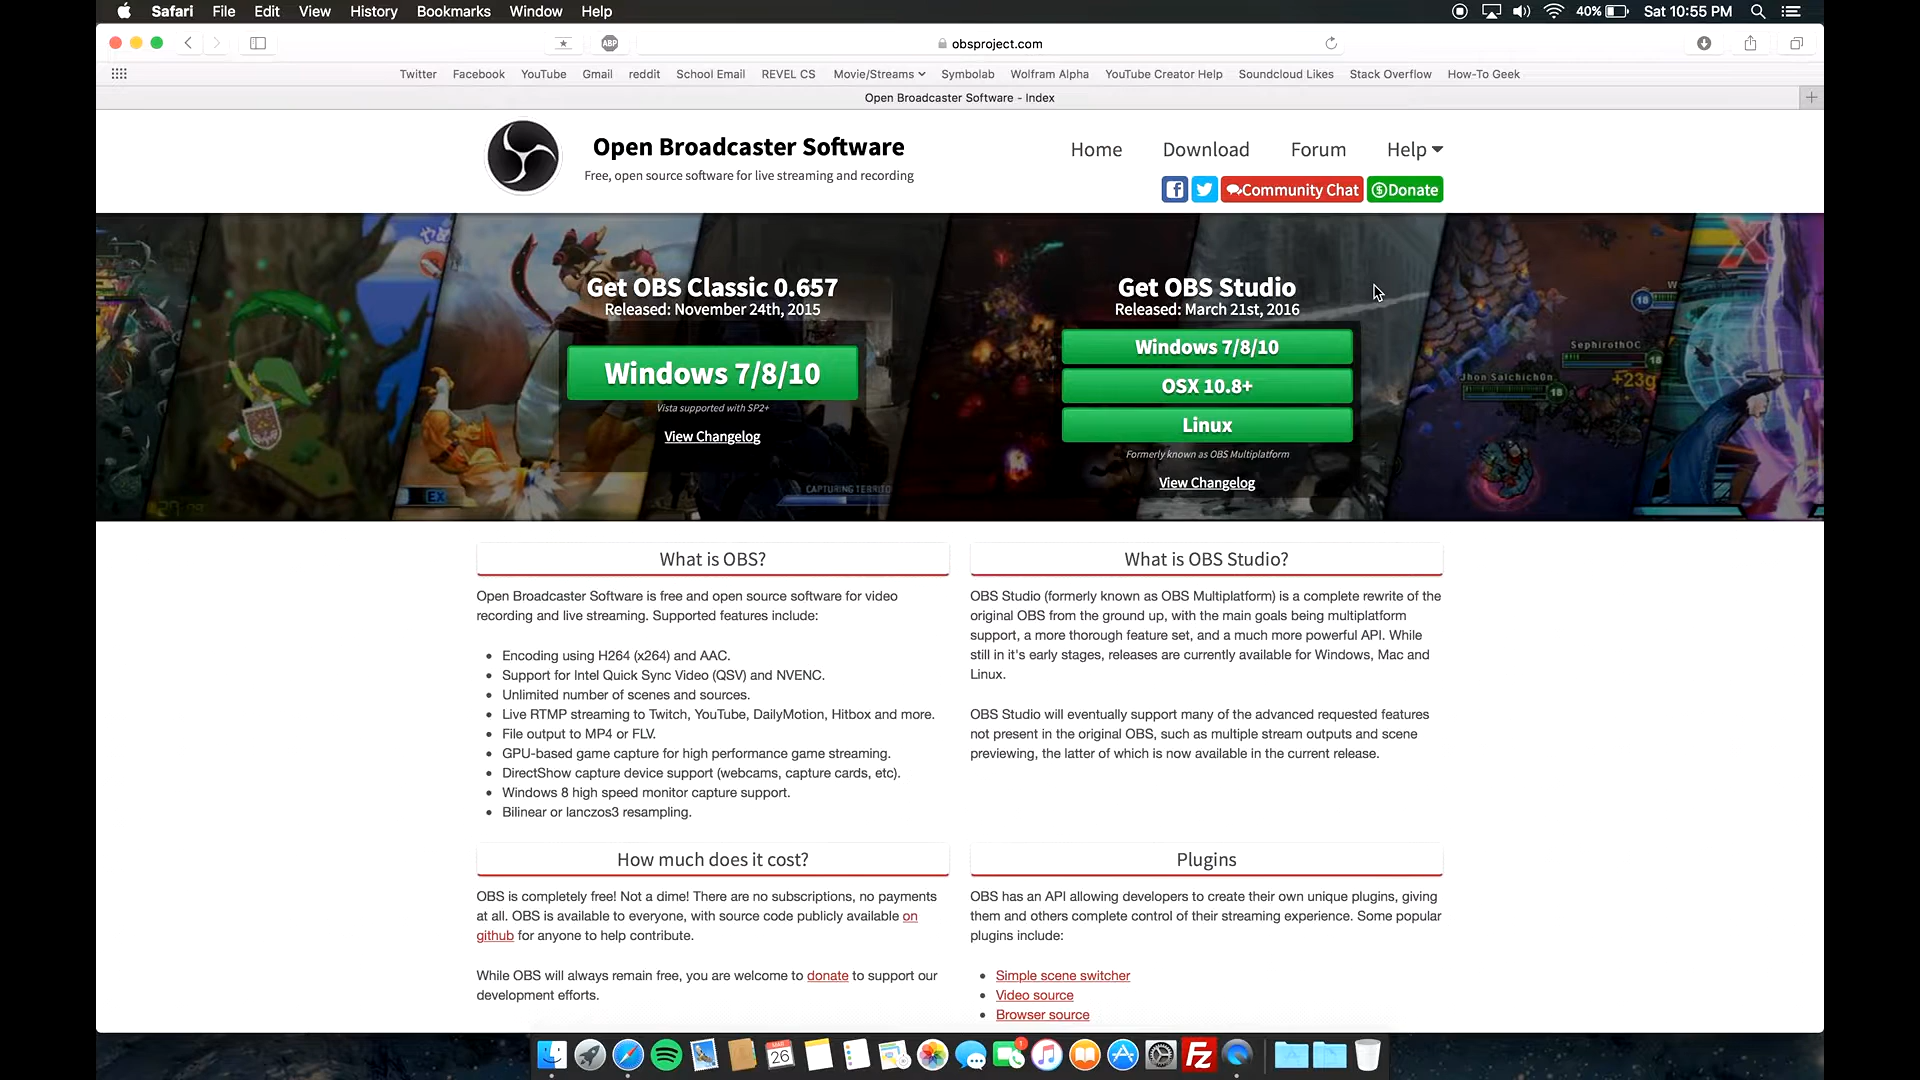 Safari File Edit View History Bookmarks Window Help
40% Sat 10:55 PM
ABP
obsproject.com
Twitter Facebook YouTube Gmail reddit School Email REVEL CS Movie/Streams Symbolab Wolfram Alpha YouTube Creator Help Soundcloud Likes Stack Overflow How-To Geek
Open Broadcaster Software - Index
Open Broadcaster Software
Free, open source software for live streaming and recording
Home Download Forum Help
Community Chat Donate
Get OBS Classic 0.657
Released: November 24th, 2015
Windows 7/8/10
Vista supported with SP2+
View Changelog
EX
CAPTURING TERRITO
Get OBS Studio
Released: March 21st, 2016
Windows 7/8/10
OSX 10.8+
Linux
Formerly known as OBS Multiplatform
View Changelog
18
SephirothOC
18
+23g
18
What is OBS?
Open Broadcaster Software is free and open source software for video
recording and live streaming. Supported features include:
Encoding using H264 (x264) and AAC.
Support for Intel Quick Sync Video (QSV) and NVENC.
Unlimited number of scenes and sources.
Live RTMP streaming to Twitch, YouTube, DailyMotion, Hitbox and more.
File output to MP4 or FLV.
GPU-based game capture for high performance game streaming.
DirectShow capture device support (webcams, capture cards, etc).
Windows 8 high speed monitor capture support.
Bilinear or lanczos3 resampling.
What is OBS Studio?
OBS Studio (formerly known as OBS Multiplatform) is a complete rewrite of the
original OBS from the ground up, with the main goals being multiplatform
support, a more thorough feature set, and a much more powerful API. While
still in it's early stages, releases are currently available for Windows, Mac and
Linux.
OBS Studio will eventually support many of the advanced requested features
not present in the original OBS, such as multiple stream outputs and scene
previewing, the latter of which is now available in the current release.
How much does it cost?
OBS is completely free! Not a dime! There are no subscriptions, no payments
at all. OBS is available to everyone, with source code publicly available on
github for anyone to help contribute.
While OBS will always remain free, you are welcome to donate to support our
development efforts.
Plugins
OBS has an API allowing developers to create their own unique plugins, giving
them and others complete control of their streaming experience. Some popular
plugins include:
Simple scene switcher
Video source
Browser source
26
1
Fz